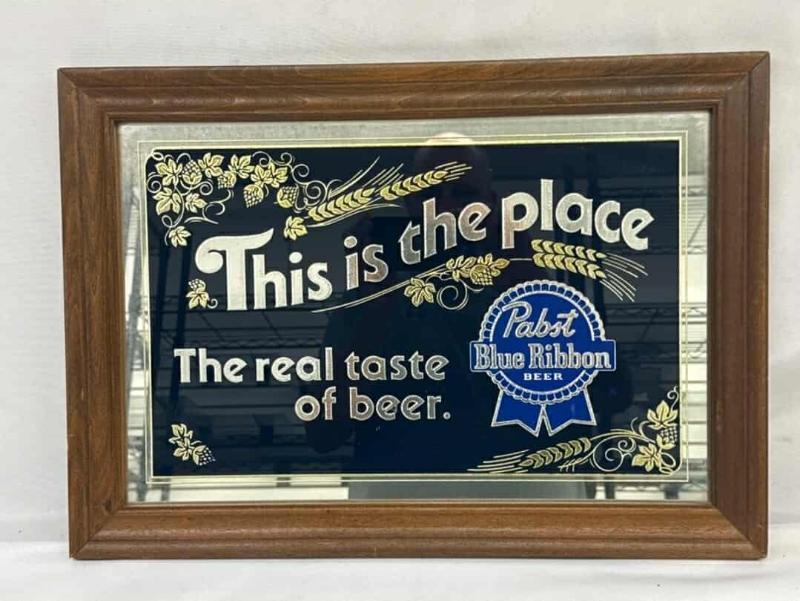 This is the place
The real taste
of beer.
Pabst
Blue Ribbon
BEER